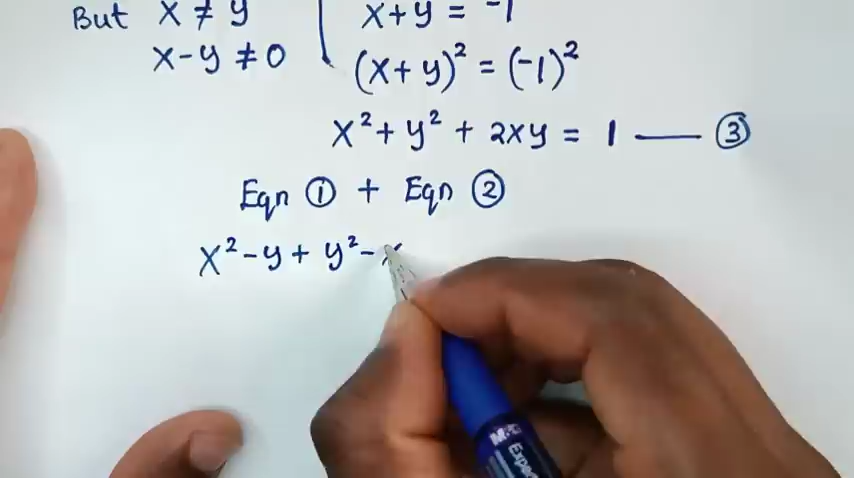 But x ≠ y
x-y ≠ 0
x+y = -1
(x+y)² = (-1)²
x² + y² + 2xy = 1 — ③
Eqn ① + Eqn ②
x² - y + y² - x